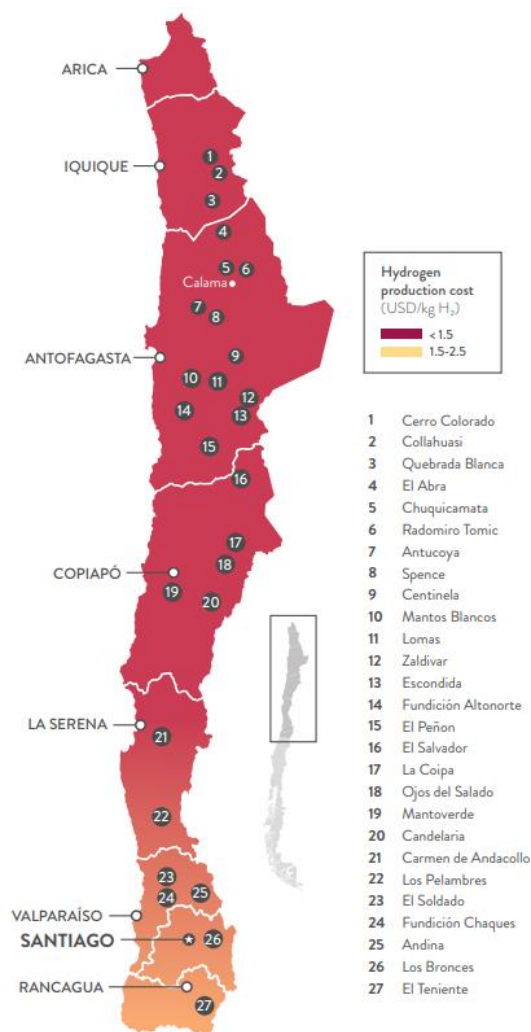 ARICA
IQUIQUE
1
2
3
4
5
6
Calama
7
8
ANTOFAGASTA
9
10
11
12
13
14
15
16
17
18
COPIAPÓ
19
20
LA SERENA
21
22
23
24
25
VALPARAÍSO
SANTIAGO
26
RANCAGUA
27
Hydrogen
production cost
(USD/kg H₂)
< 1.5
1.5-2.5
1 Cerro Colorado
2 Collahuasi
3 Quebrada Blanca
4 El Abra
5 Chuquicamata
6 Radomiro Tomic
7 Antucoya
8 Spence
9 Centinela
10 Mantos Blancos
11 Lomas
12 Zaldivar
13 Escondida
14 Fundición Altonorte
15 El Peñon
16 El Salvador
17 La Coipa
18 Ojos del Salado
19 Mantoverde
20 Candelaria
21 Carmen de Andacollo
22 Los Pelambres
23 El Soldado
24 Fundición Chaques
25 Andina
26 Los Bronces
27 El Teniente